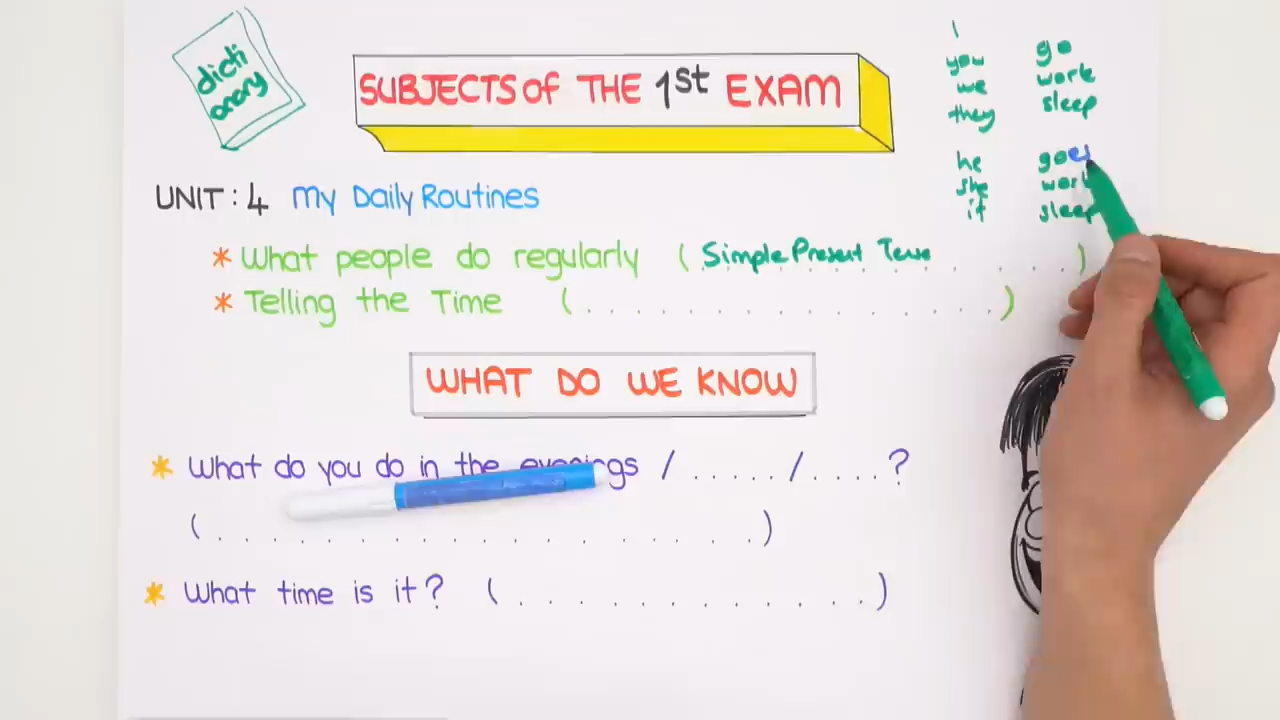 dicti
onary
SUBJECTS of THE 1st EXAM
I
you
we
they
go
work
sleep
he
she
it
goes
work
sleep
UNIT : 4 My Daily Routines
* What people do regularly ( Simple Present Tense . . . . . )
* Telling the Time ( . . . . . . . . . . . . . . . . )
WHAT DO WE KNOW
* What do you do in the evenings / ..... / .... ?
( . . . . . . . . . . . . . . . . . . . . )
* What time is it ? ( . . . . . . . . . . . . )